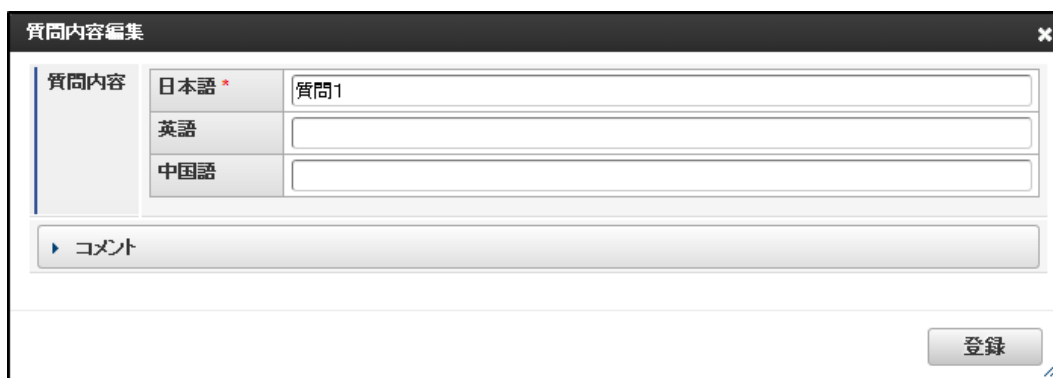 質問内容編集
質問内容
日本語 *
質問1
英語
中国語
コメント
登録